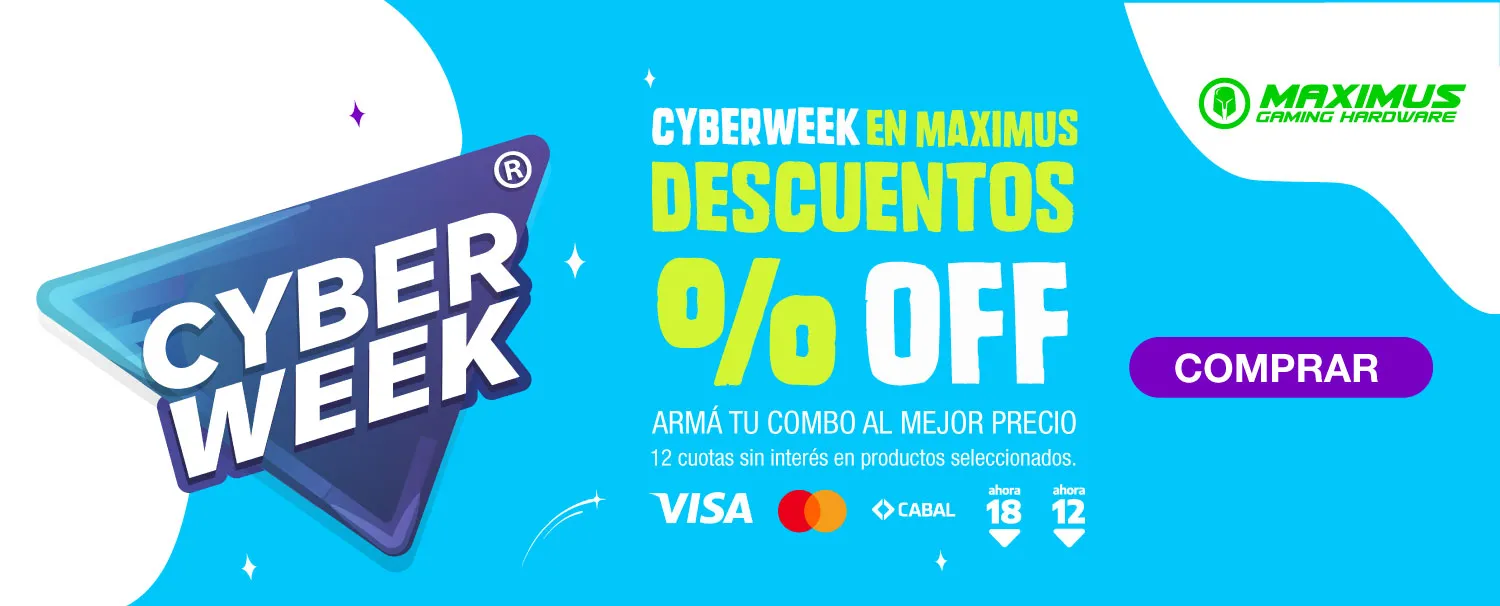 CYBER
WEEK
®
CYBERWEEK EN MAXIMUS
DESCUENTOS
% OFF
ARMÁ TU COMBO AL MEJOR PRECIO
12 cuotas sin interés en productos seleccionados.
VISA
CABAL
ahora
18
ahora
12
MAXIMUS
GAMING HARDWARE
COMPRAR